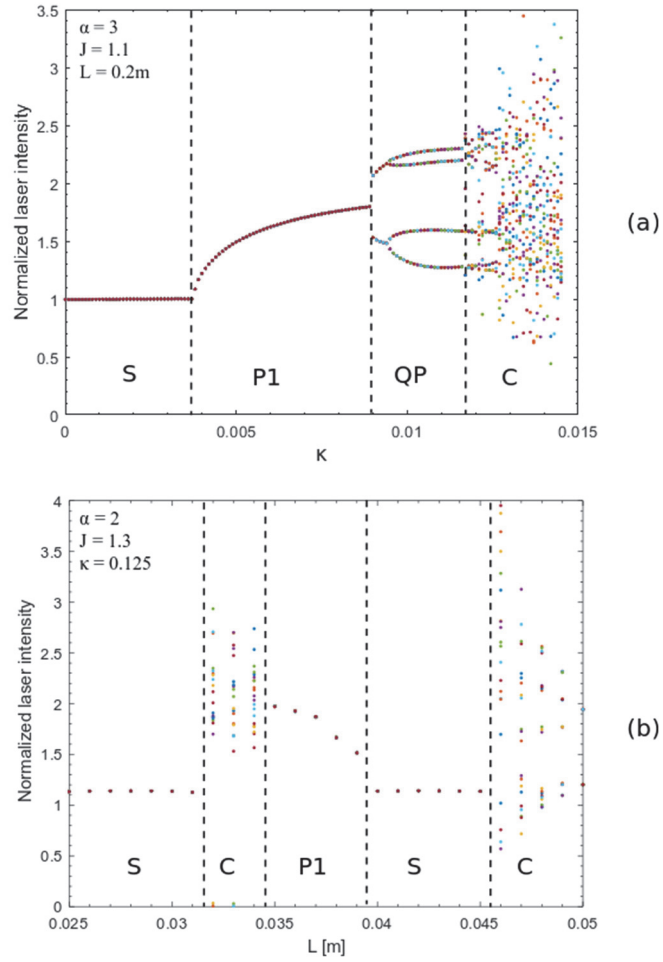 3.5
α = 3
J = 1.1
L = 0.2m
3
2.5
2
1.5
1
0.5
0
Normalized laser intensity
S
P1
QP
C
0
0.005
0.01
0.015
κ
(a)
4
α = 2
J = 1.3
κ = 0.125
3.5
3
2.5
2
1.5
1
0.5
0
Normalized laser intensity
S
C
P1
S
C
0.025
0.03
0.035
0.04
0.045
0.05
L [m]
(b)